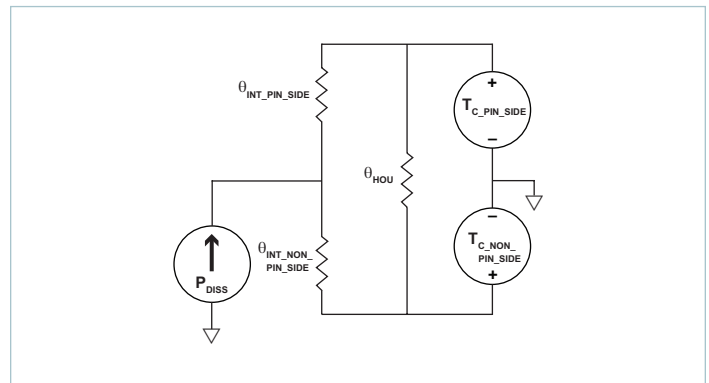 θINT_PIN_SIDE
+
TC_PIN_SIDE
–
θHOU
–
TC_NON_
PIN_SIDE
+
θINT_NON_
PIN_SIDE
PDISS